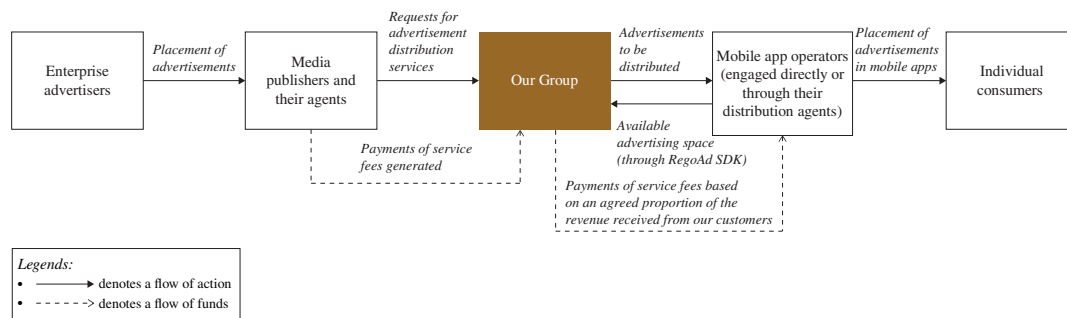 Enterprise
advertisers
Placement of
advertisements
Media
publishers and
their agents
Requests for
advertisement
distribution
services
Our Group
Advertisements
to be
distributed
Available
advertising space
(through RegoAd SDK)
Mobile app operators
(engaged directly or
through their
distribution agents)
Placement of
advertisements
in mobile apps
Individual
consumers
Payments of service
fees generated
Payments of service fees based
on an agreed proportion of the
revenue received from our customers
Legends:
• denotes a flow of action
• denotes a flow of funds